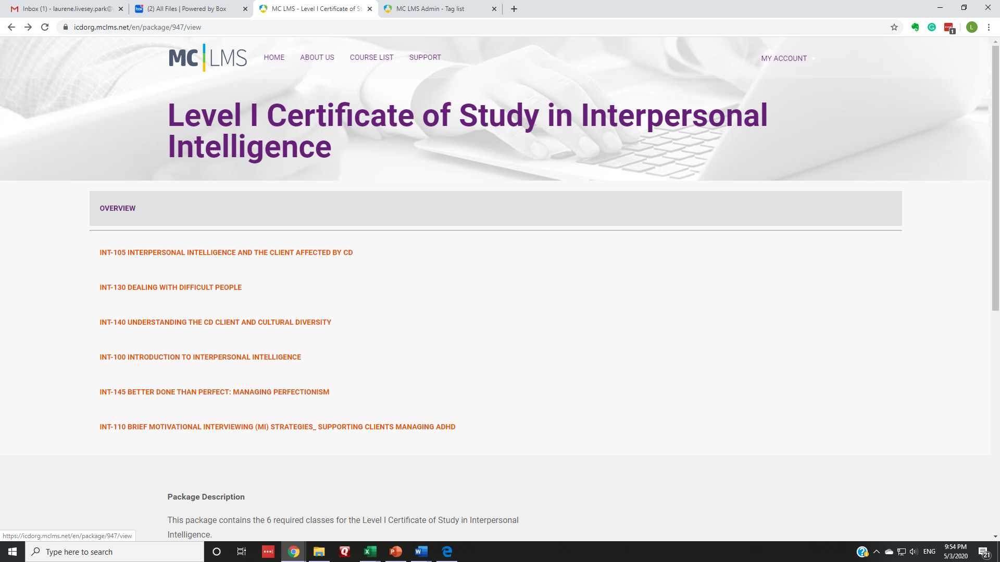 Inbox (1) - laurene.livesey.park@
(2) All Files | Powered by Box
MC LMS - Level I Certificate of St
MC LMS Admin - Tag list
icdorg.mclms.net/en/package/947/view
1
L
MC LMS
HOME
ABOUT US
COURSE LIST
SUPPORT
MY ACCOUNT
Level I Certificate of Study in Interpersonal
Intelligence
OVERVIEW
INT-105 INTERPERSONAL INTELLIGENCE AND THE CLIENT AFFECTED BY CD
INT-130 DEALING WITH DIFFICULT PEOPLE
INT-140 UNDERSTANDING THE CD CLIENT AND CULTURAL DIVERSITY
INT-100 INTRODUCTION TO INTERPERSONAL INTELLIGENCE
INT-145 BETTER DONE THAN PERFECT: MANAGING PERFECTIONISM
INT-110 BRIEF MOTIVATIONAL INTERVIEWING (MI) STRATEGIES_ SUPPORTING CLIENTS MANAGING ADHD
Package Description
This package contains the 6 required classes for the Level I Certificate of Study in Interpersonal
Intelligence.
https://icdorg.mclms.net/en/package/947/view
Type here to search
ENG
9:54 PM
5/3/2020
21